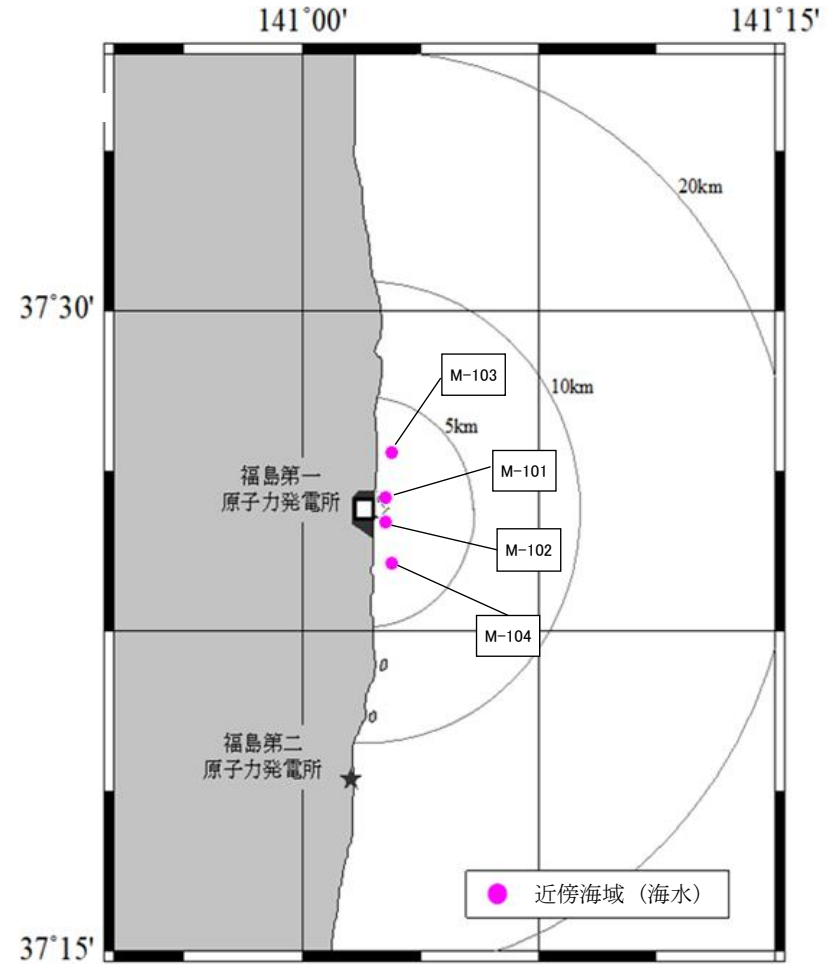 141°00'
141°15'
20km
37°30'
M-103
10km
5km
福島第一
原子力発電所
M-101
M-102
M-104
福島第二
原子力発電所
近傍海域（海水）
37°15'